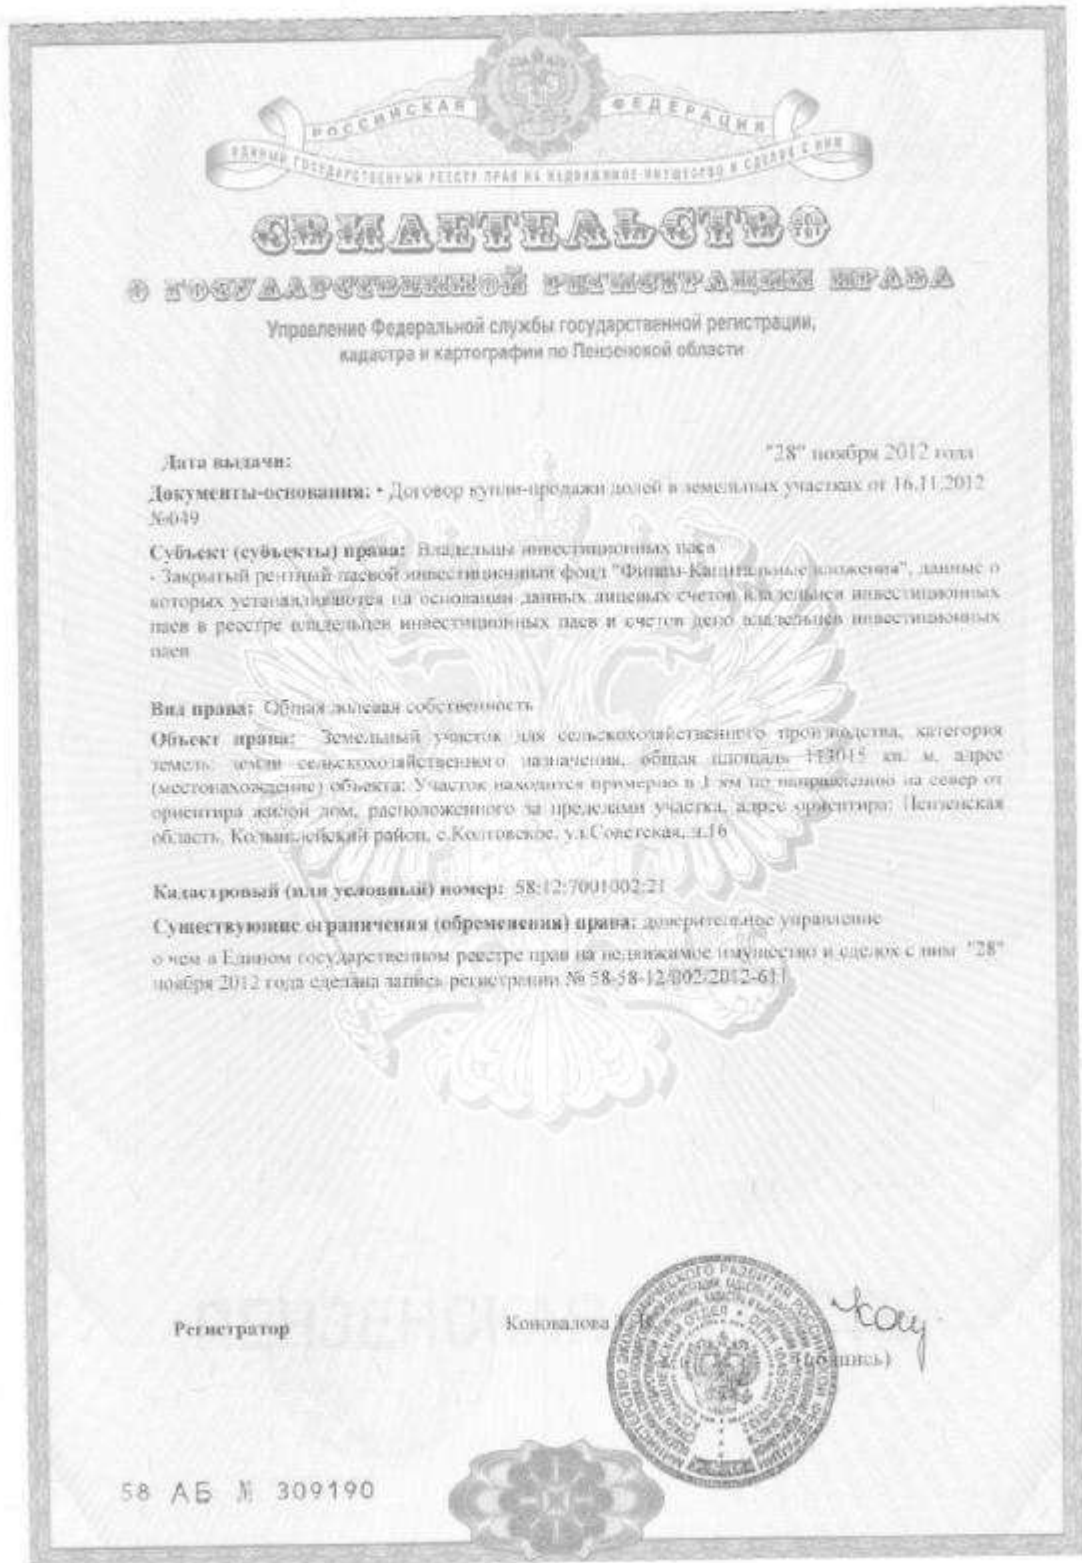 РОССИЙСКАЯ ФЕДЕРАЦИЯ
ЕДИНЫЙ ГОСУДАРСТВЕННЫЙ РЕЕСТР ПРАВ НА НЕДВИЖИМОЕ ИМУЩЕСТВО И СДЕЛОК С НИМ
СВИДЕТЕЛЬСТВО
О ГОСУДАРСТВЕННОЙ РЕГИСТРАЦИИ ПРАВА
Управление Федеральной службы государственной регистрации,
кадастра и картографии по Пензенской области
Дата выдачи: "28" ноября 2012 года
Документы-основания: • Договор купли-продажи долей в земельных участках от 16.11.2012
№049
Субъект (субъекты) права: Владельцы инвестиционных паев
- Закрытый рентный паевой инвестиционный фонд "Финам-Капитальные вложения", данные о
которых устанавливаются на основании данных лицевых счетов владельцев инвестиционных
паев в реестре владельцев инвестиционных паев и счетов депо владельцев инвестиционных
паев
Вид права: Общая долевая собственность
Объект права: Земельный участок для сельскохозяйственного производства, категория
земель: земли сельскохозяйственного назначения, общая площадь 113015 кв. м, адрес
(местонахождение) объекта: Участок находится примерно в 1 км по направлению на север от
ориентира жилой дом, расположенного за пределами участка, адрес ориентира: Пензенская
область, Колышлейский район, с.Колтовское, ул.Советская, д.16
Кадастровый (или условный) номер: 58:12:7001002:21
Существующие ограничения (обременения) права: доверительное управление
о чем в Едином государственном реестре прав на недвижимое имущество и сделок с ним "28"
ноября 2012 года сделана запись регистрации № 58-58-12/002/2012-611
Регистратор Коновалова
(подпись)
58 АБ № 309190